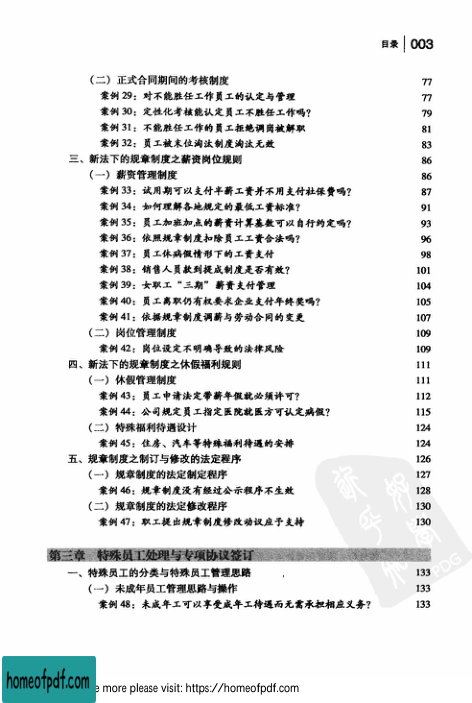 目录 003
（二）正式合同期间的考核制度 77
案例 29：对不能胜任工作员工的认定与管理 77
案例 30：定性化考核能认定员工不胜任工作吗？ 79
案例 31：不能胜任工作的员工拒绝调岗被解职 81
案例 32：员工被末位淘汰制度淘汰无效 83
三、新法下的规章制度之薪资岗位规则 86
（一）薪资管理制度 86
案例 33：试用期可以支付半薪工资并不用支付社保费吗？ 87
案例 34：如何理解各地规定的最低工资标准？ 91
案例 35：员工加班加点的薪资计算基数可以自行约定吗？ 93
案例 36：依照规章制度扣除员工工资合法吗？ 96
案例 37：员工休病假情形下的工资支付 98
案例 38：销售人员款到提成制度是否有效？ 101
案例 39：女职工“三期”薪资支付管理 104
案例 40：员工离职仍有权要求企业支付年终奖吗？ 105
案例 41：依据规章制度调薪与劳动合同的变更 107
（二）岗位管理制度 109
案例 42：岗位设定不明确导致的法律风险 109
四、新法下的规章制度之休假福利规则 111
（一）休假管理制度 111
案例 43：员工申请法定带薪年假就必须许可？ 112
案例 44：公司规定员工指定医院就医方可认定病假？ 115
（二）特殊福利待遇设计 124
案例 45：住房、汽车等特殊福利待遇的安排 124
五、规章制度之制订与修改的法定程序 126
（一）规章制度的法定制定程序 127
案例 46：规章制度没有经过公示程序不生效 128
（二）规章制度的法定修改程序 130
案例 47：职工提出规章制度修改动议应予支持 130
第三章 特殊员工处理与专项协议签订
一、特殊员工的分类与特殊员工管理思路 133
（一）未成年员工管理思路与操作 133
案例 48：未成年工可以享受成年工待遇而无需承担相应义务？ 133
PDG
homeofpdf.com
e more please visit: https://homeofpdf.com